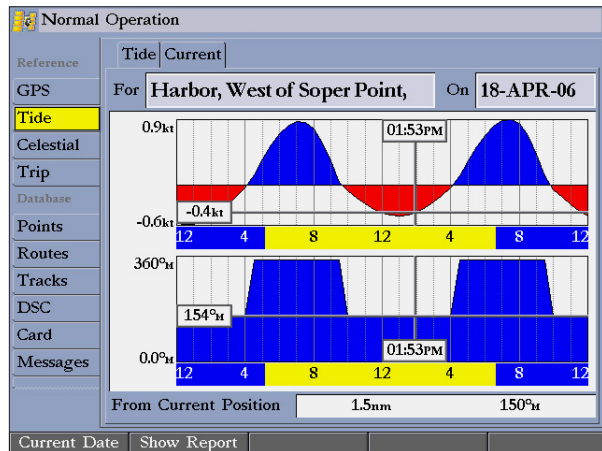 Normal Operation
Reference
GPS
Tide
Celestial
Trip
Database
Points
Routes
Tracks
DSC
Card
Messages
Tide Current
For Harbor, West of Soper Point, On 18-APR-06
0.9kt
01:53PM
-0.4kt
-0.6kt
12 4 8 12 4 8 12
360°M
154°M
01:53PM
0.0°M
12 4 8 12 4 8 12
From Current Position 1.5nm 150°M
Current Date Show Report